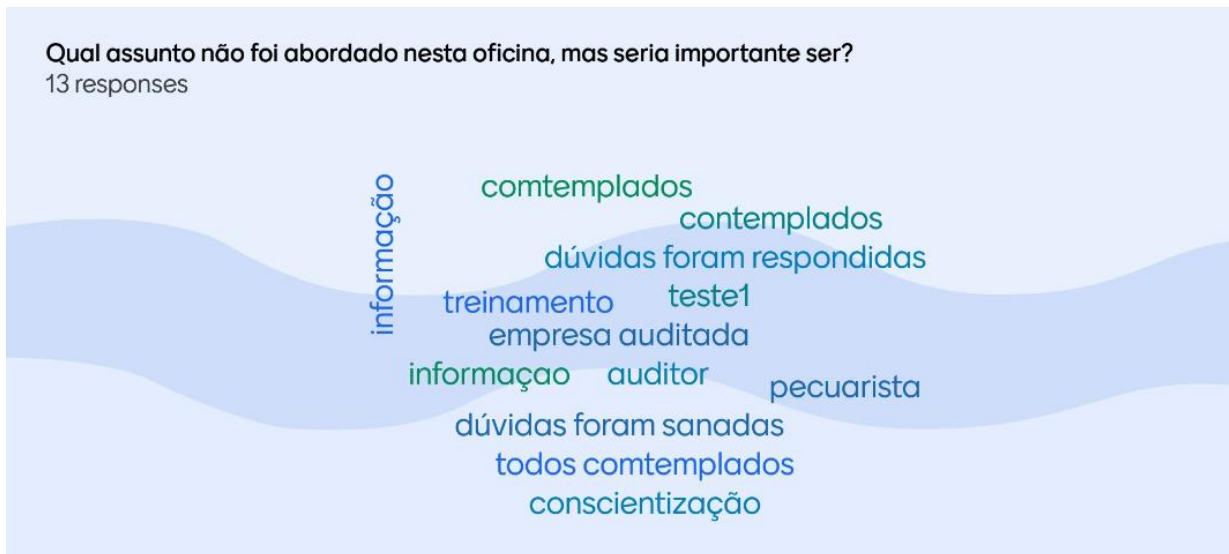 Qual assunto não foi abordado nesta oficina, mas seria importante ser?
13 responses
informação
comtemplados
contemplados
dúvidas foram respondidas
treinamento
teste1
empresa auditada
informaçao
auditor
pecuarista
dúvidas foram sanadas
todos comtemplados
conscientização